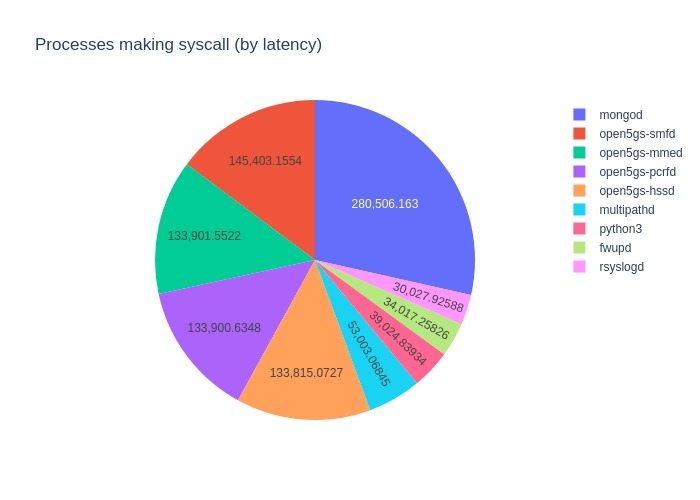 Processes making syscall (by latency)
mongod
open5gs-smfd
open5gs-mmed
open5gs-pcrfd
open5gs-hssd
multipathd
python3
fwupd
rsyslogd
145,403.1554
280,506.163
133,901.5522
30,027.92588
34,017.25826
39,024.83934
133,900.6348
53,003.06845
133,815.0727